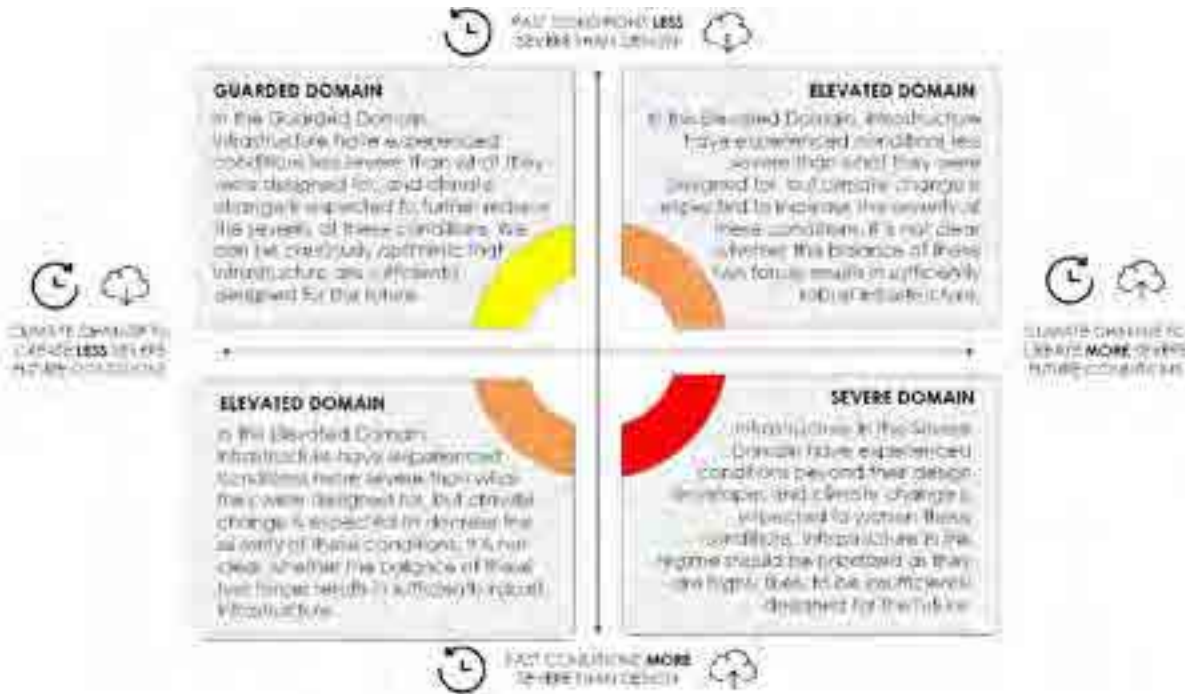 PAST CONDITIONS LESS
SEVERE THAN DESIGN
GUARDED DOMAIN
In the Guarded Domain,
infrastructure have experienced
conditions less severe than what they
were designed for, and climate
change is expected to further reduce
the severity of these conditions. We
can be cautiously optimistic that
infrastructure are sufficiently
designed for the future.
ELEVATED DOMAIN
In the Elevated Domain, infrastructure
have experienced conditions less
severe than what they were
designed for, but climate change is
expected to increase the severity of
these conditions. It is not clear
whether the balance of these
two forces results in sufficiently
robust infrastructure.
CLIMATE CHANGE TO
CREATE LESS SEVERE
FUTURE CONDITIONS
CLIMATE CHANGE TO
CREATE MORE SEVERE
FUTURE CONDITIONS
ELEVATED DOMAIN
In the Elevated Domain,
infrastructure have experienced
conditions more severe than what
they were designed for, but climate
change is expected to decrease the
severity of these conditions. It is not
clear whether the balance of these
two forces results in sufficiently robust
infrastructure.
SEVERE DOMAIN
Infrastructure in the Severe
Domain have experienced
conditions beyond their design
envelope, and climate change is
expected to worsen these
conditions. Infrastructure in this
regime should be prioritized as they
are highly likely to be insufficiently
designed for the future.
PAST CONDITIONS MORE
SEVERE THAN DESIGN